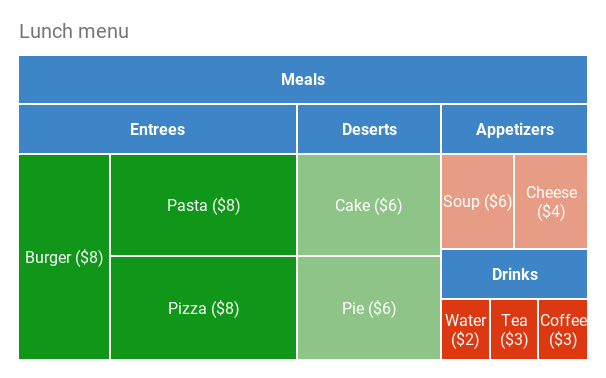 Lunch menu
Meals
Entrees
Deserts
Appetizers
Burger ($8)
Pasta ($8)
Pizza ($8)
Cake ($6)
Pie ($6)
Soup ($6)
Cheese
($4)
Drinks
Water
($2)
Tea
($3)
Coffee
($3)